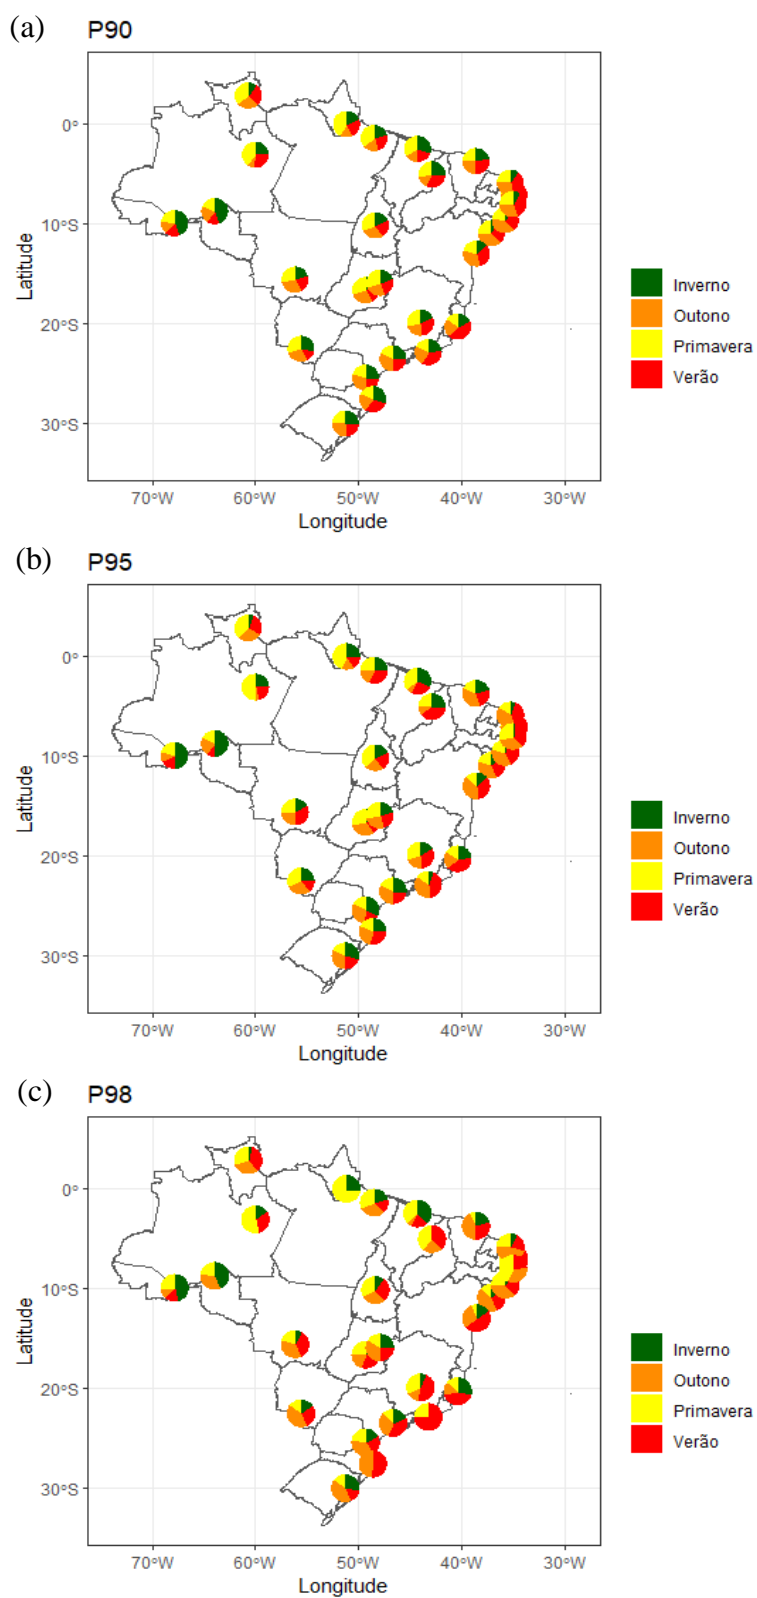 (a)
P90
0°
10°S
20°S
30°S
Latitude
70°W 60°W 50°W 40°W 30°W
Longitude
Inverno
Outono
Primavera
Verão
(b)
P95
0°
10°S
20°S
30°S
Latitude
70°W 60°W 50°W 40°W 30°W
Longitude
Inverno
Outono
Primavera
Verão
(c)
P98
0°
10°S
20°S
30°S
Latitude
70°W 60°W 50°W 40°W 30°W
Longitude
Inverno
Outono
Primavera
Verão